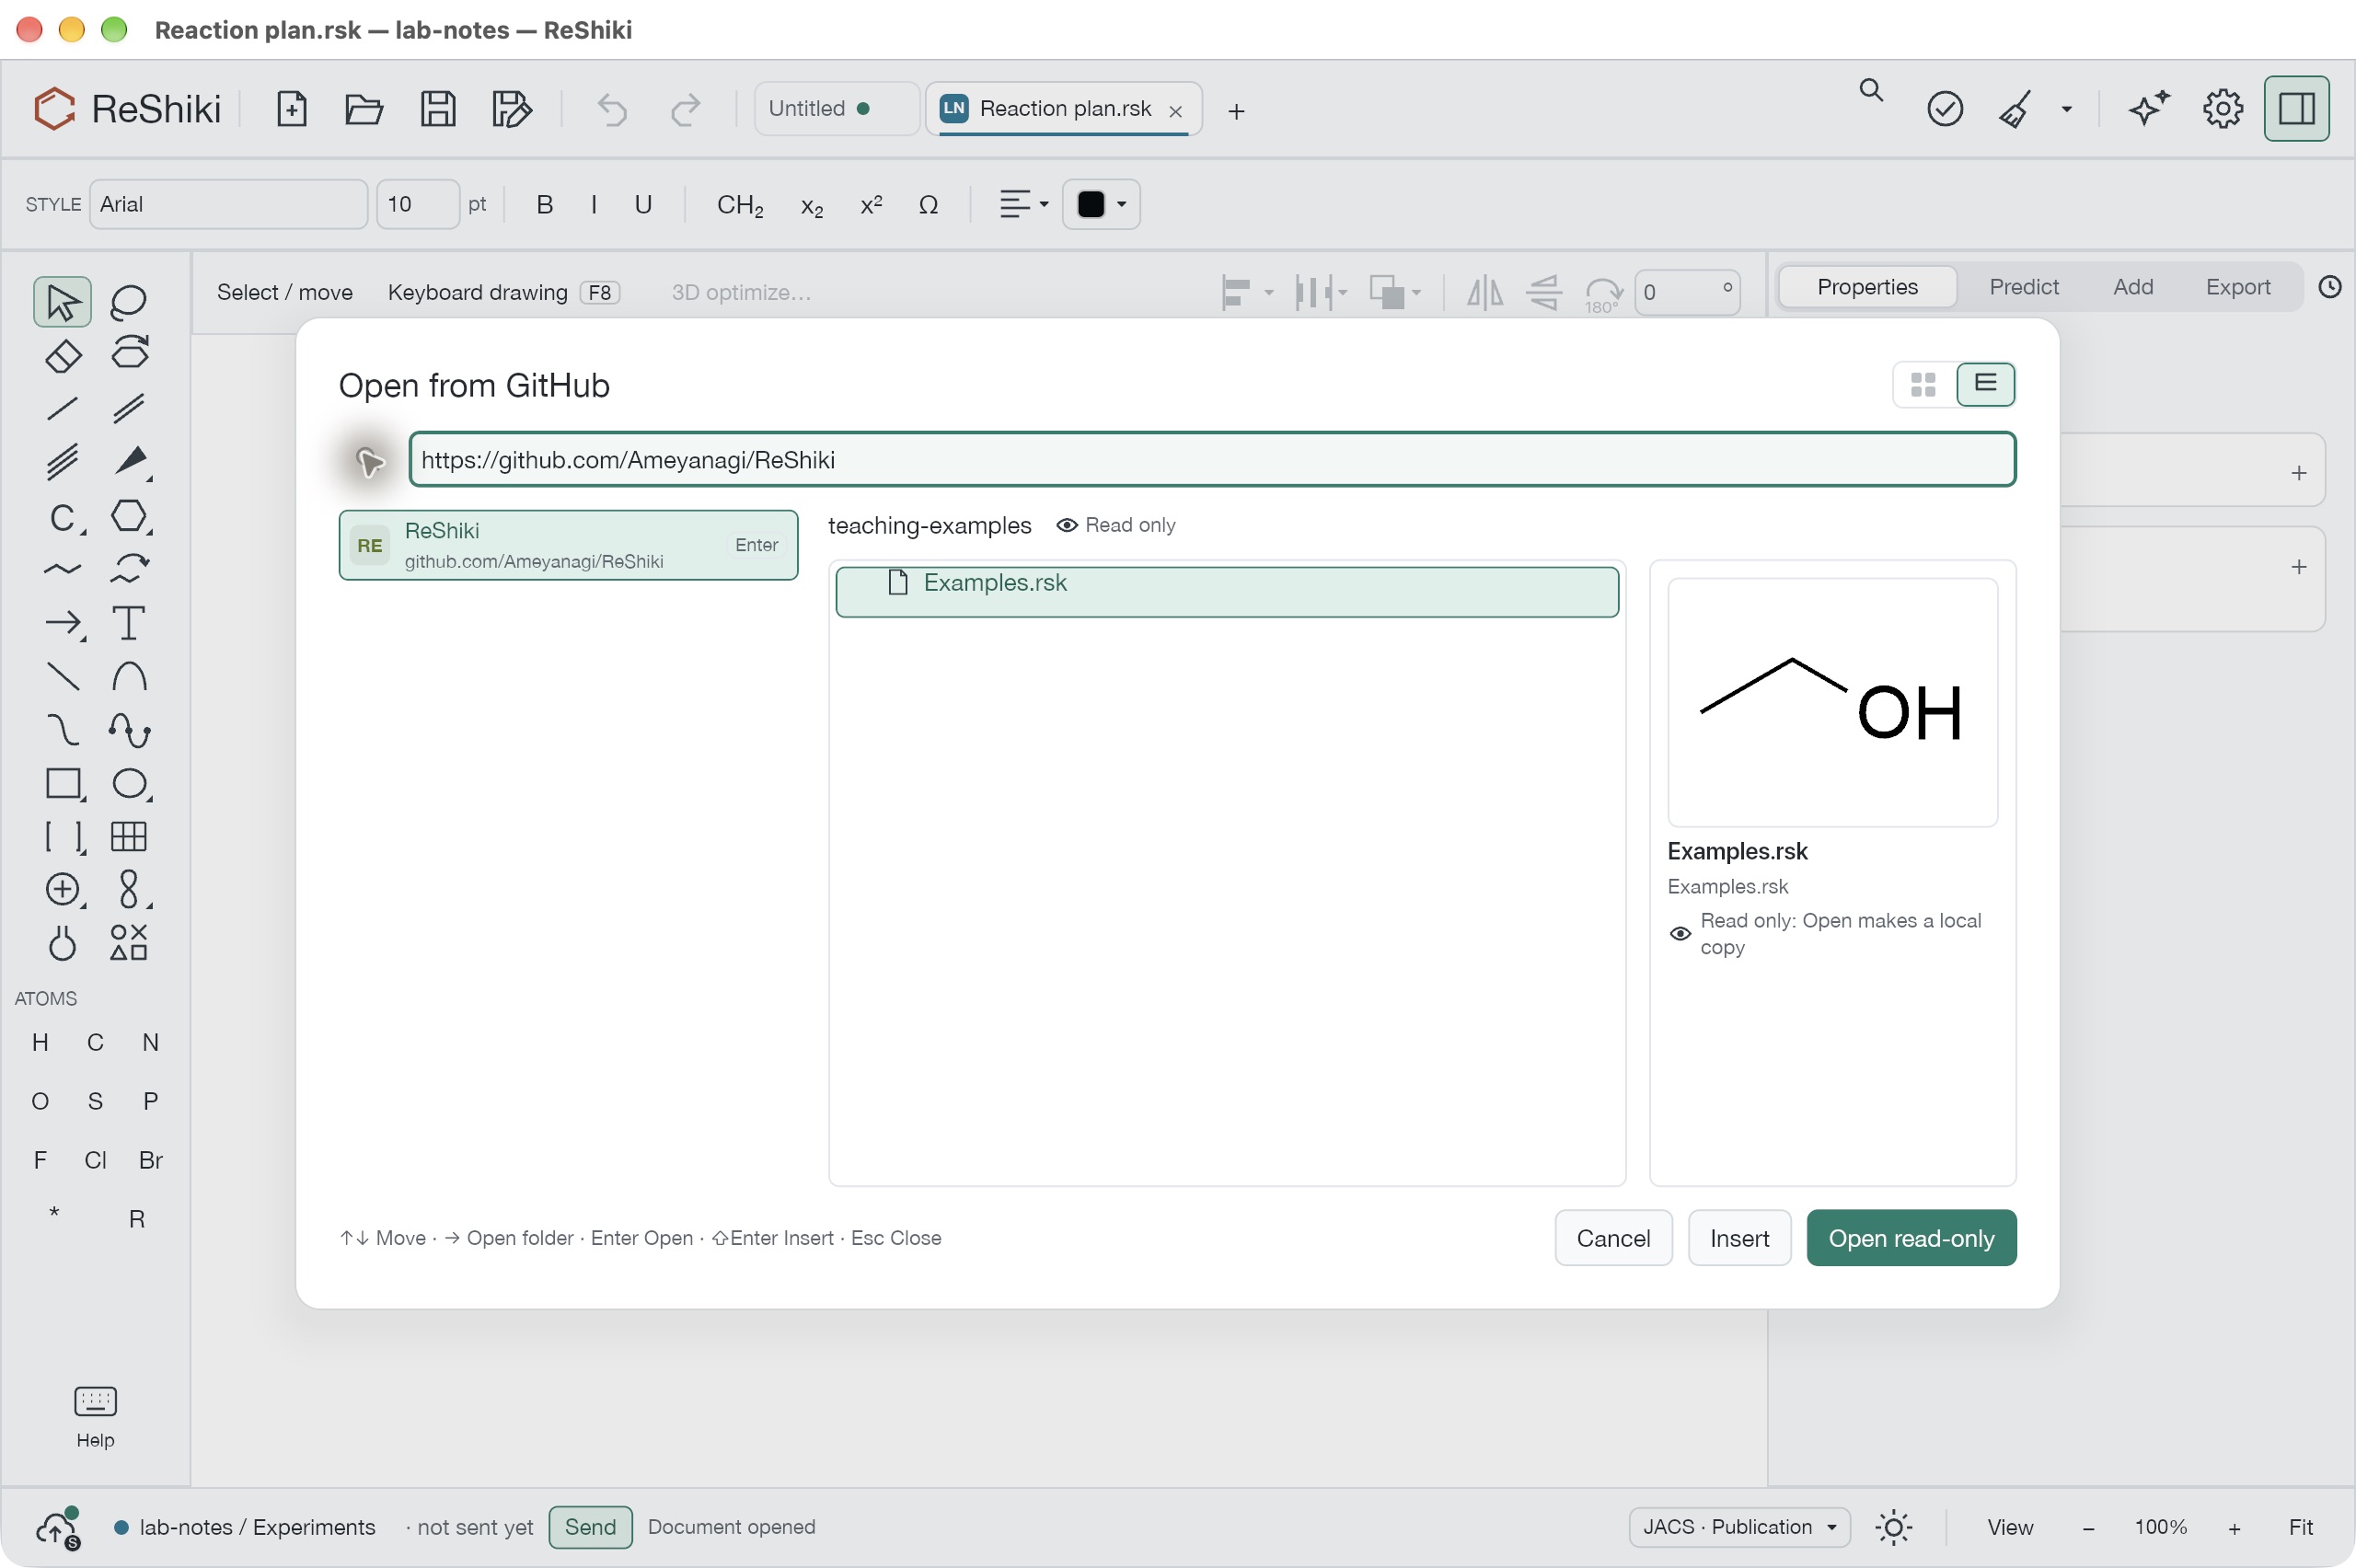 Reaction plan.rsk — lab-notes — ReShiki
ReShiki
Untitled
LN Reaction plan.rsk × +
STYLE Arial 10 pt B I U CH₂ x₂ x² Ω
Select / move Keyboard drawing F8 3D optimize... 180° 0 °
Properties Predict Add Export
Open from GitHub
https://github.com/Ameyanagi/ReShiki
RE ReShiki
github.com/Ameyanagi/ReShiki
Enter
teaching-examples Read only
Examples.rsk
OH
Examples.rsk
Examples.rsk
Read only: Open makes a local
copy
+
+
C
T
[ ]
ATOMS
H C N
O S P
F Cl Br
* R
↑↓ Move · → Open folder · Enter Open · ⇧Enter Insert · Esc Close
Cancel Insert Open read-only
Help
S lab-notes / Experiments · not sent yet Send Document opened
JACS · Publication View − 100% + Fit